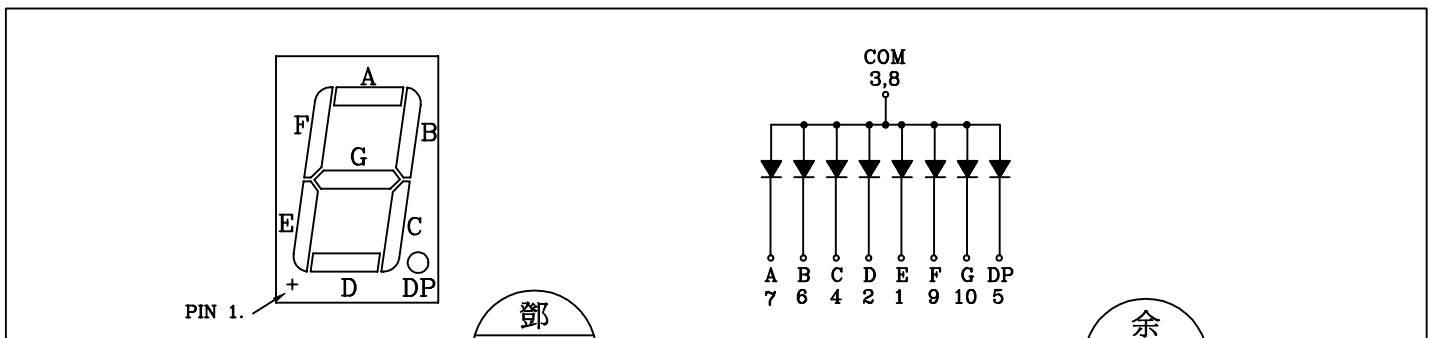 A
F
B
G
E
C
D
DP
+
PIN 1.
COM
3,8
A B C D E F G DP
7 6 4 2 1 9 10 5
鄧
余